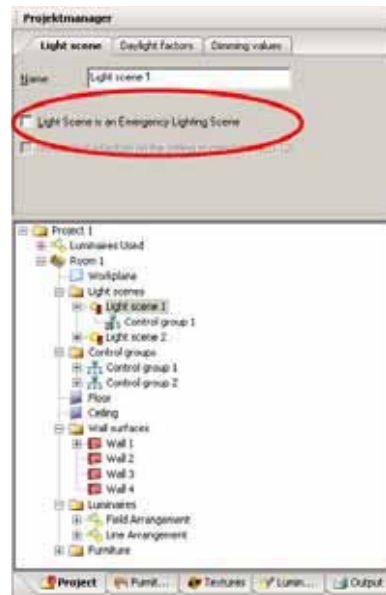 Projektmanager
Light scene Daylight factors Dimming values
Name Light scene 1
Light Scene is an Emergency Lighting Scene
Project 1
Luminaires Used
Room 1
Workplane
Light scenes
Light scene 1
Control group 1
Light scene 2
Control groups
Control group 1
Control group 2
Floor
Ceiling
Wall surfaces
Wall 1
Wall 2
Wall 3
Wall 4
Luminaires
Field Arrangement
Line Arrangement
Furniture
Project Furnit... Textures Lumin... Output